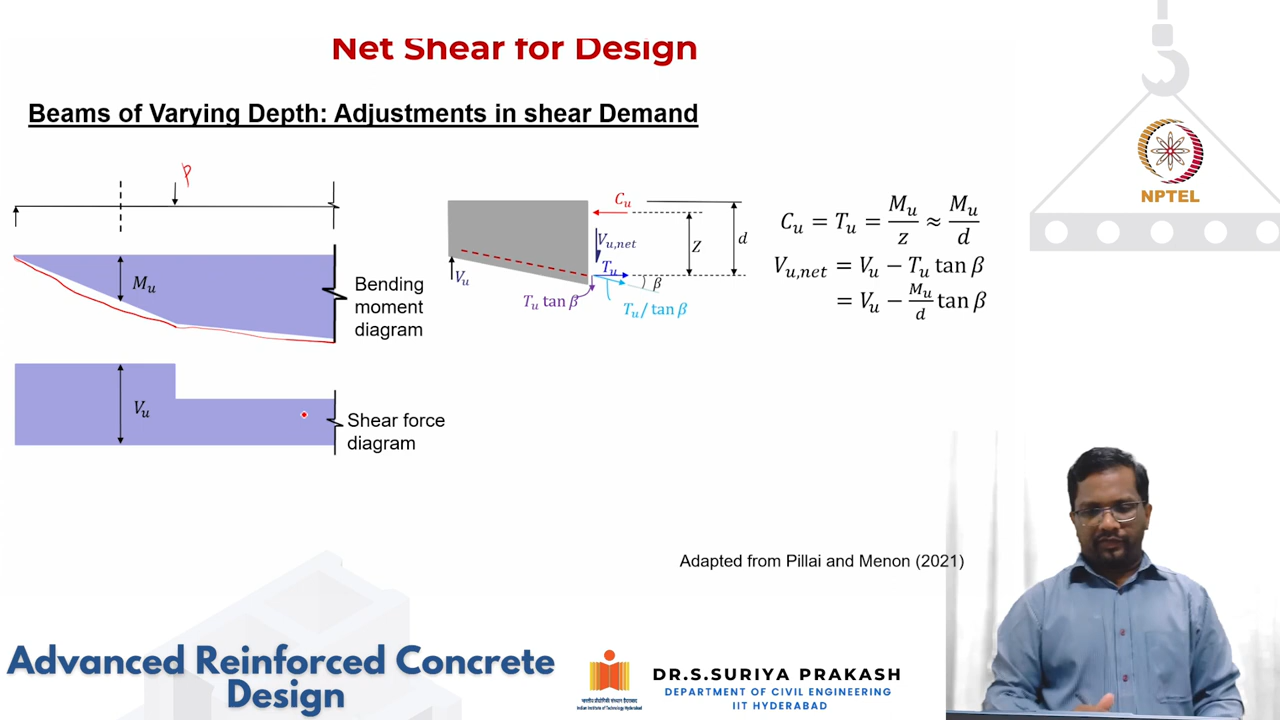 Net Shear for Design
Beams of Varying Depth: Adjustments in shear Demand
P
M_u
Bending
moment
diagram
V_u
Shear force
diagram
C_u
V_{u,net}
Z
d
T_u
β
V_u
T_u tan β
T_u/ tan β
C_u = T_u = M_u/z ≈ M_u/d
V_{u,net} = V_u − T_u tan β
= V_u − M_u/d tan β
NPTEL
Adapted from Pillai and Menon (2021)
Advanced Reinforced Concrete
Design
DR.S.SURIYA PRAKASH
DEPARTMENT OF CIVIL ENGINEERING
IIT HYDERABAD